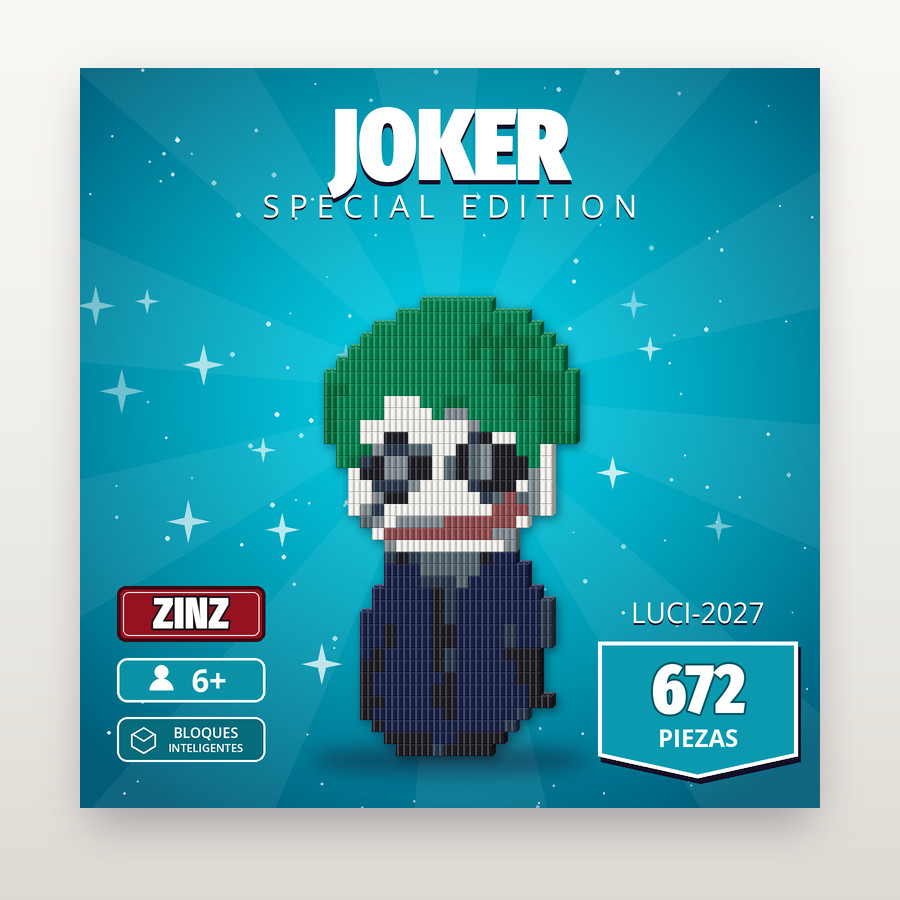 JOKER
SPECIAL EDITION
ZINZ
6+
BLOQUES
INTELIGENTES
LUCI-2027
672
PIEZAS